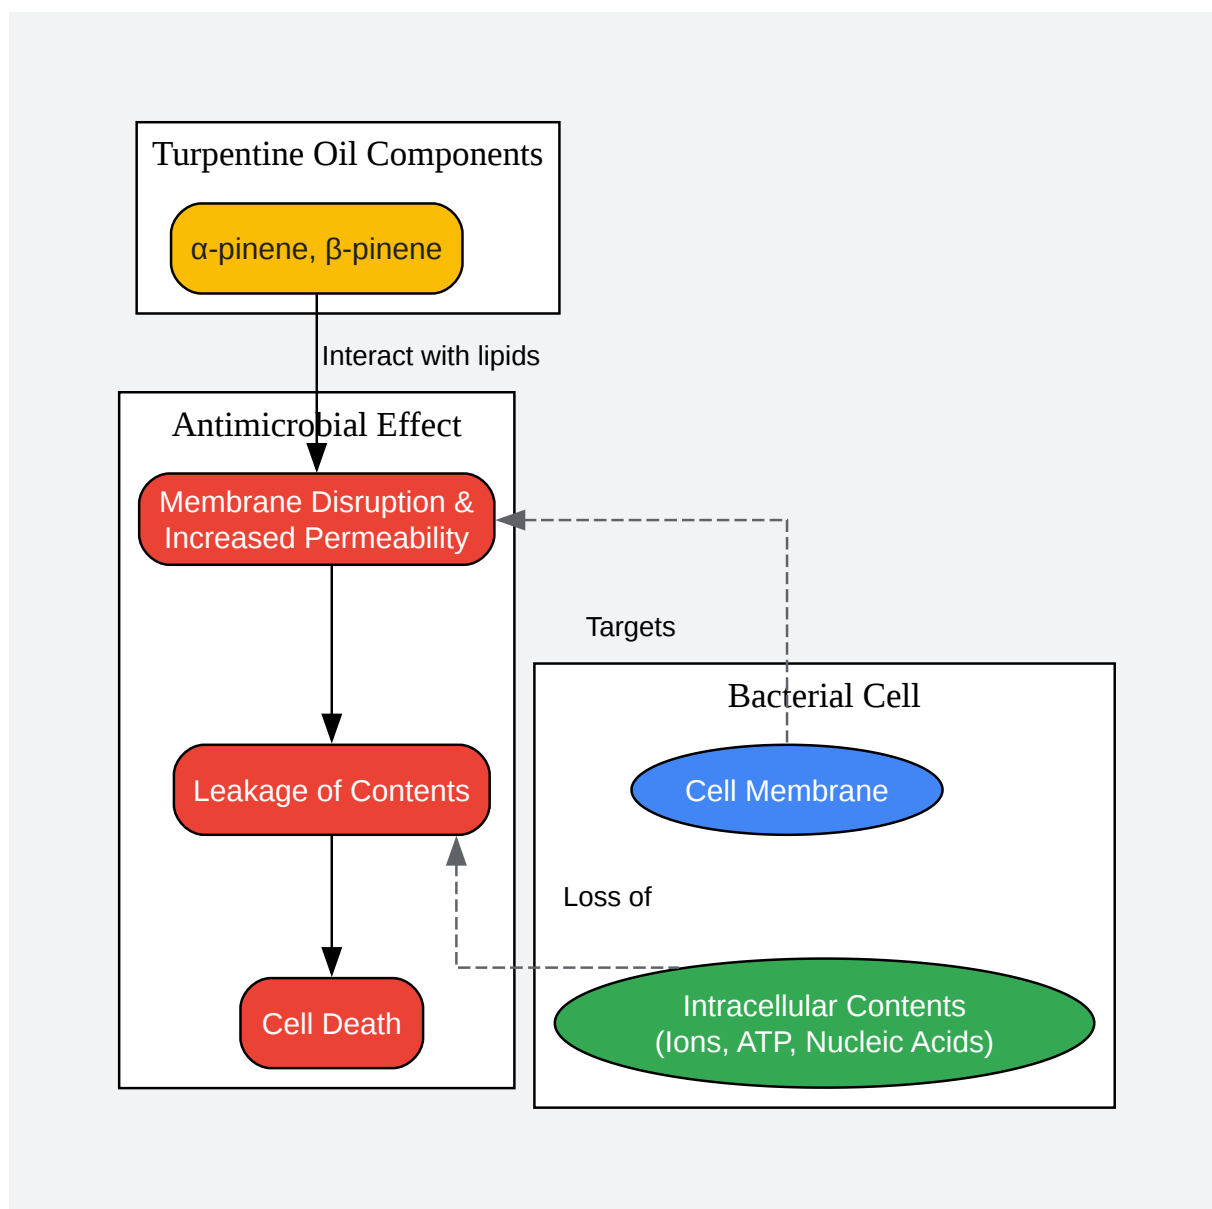 Turpentine Oil Components
α-pinene, β-pinene
Interact with lipids
Antimicrobial Effect
Membrane Disruption &
Increased Permeability
Targets
Bacterial Cell
Leakage of Contents
Cell Membrane
Loss of
Cell Death
Intracellular Contents
(Ions, ATP, Nucleic Acids)